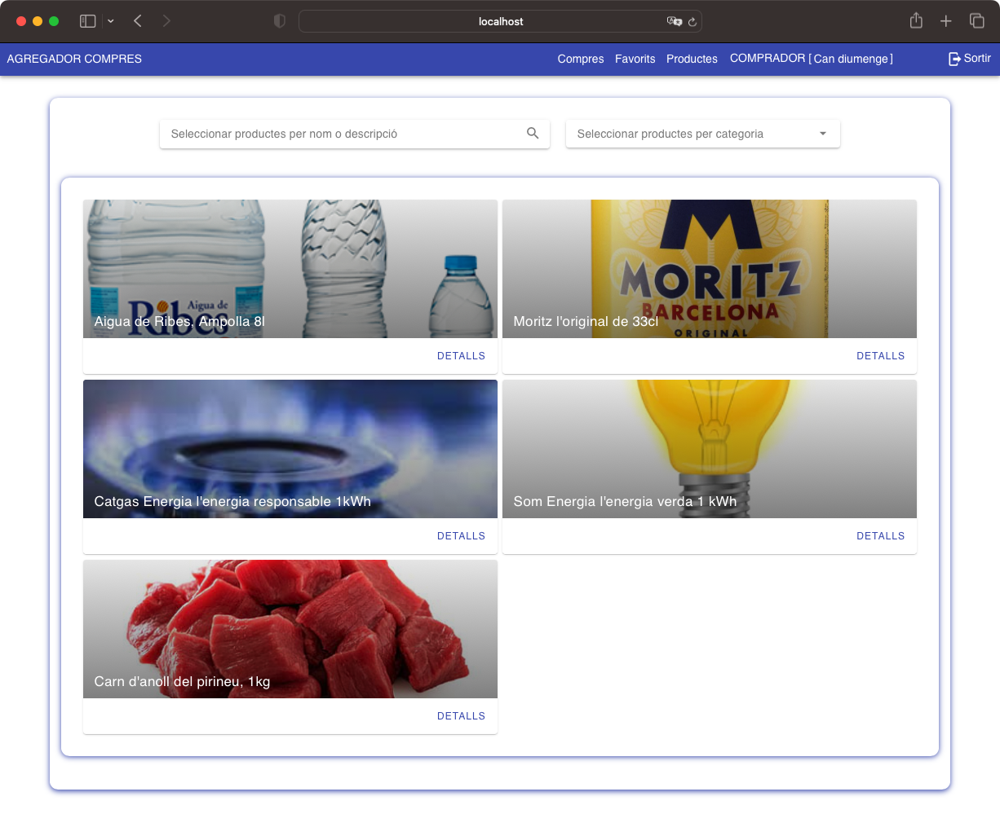 localhost
AGREGADOR COMPRES
Compres Favorits Productes COMPRADOR [ Can diumenge ] Sortir
Seleccionar productes per nom o descripció
Seleccionar productes per categoria
Aigua de
Ribes
Aigua de Ribes, Ampolla 8l
DETALLS
M
MORITZ
BARCELONA
ORIGINAL
Moritz l'original de 33cl
DETALLS
Catgas Energia l'energia responsable 1kWh
DETALLS
Som Energia l'energia verda 1 kWh
DETALLS
Carn d'anoll del pirineu, 1kg
DETALLS